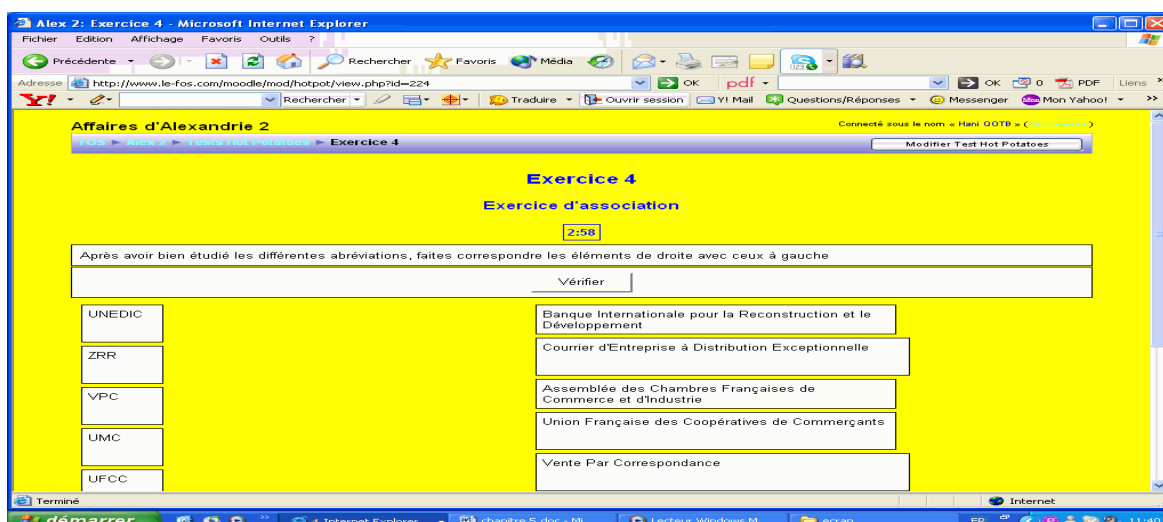 Alex 2: Exercice 4 - Microsoft Internet Explorer
Fichier Edition Affichage Favoris Outils ?
Précédente Rechercher Favoris Média
Adresse http://www.le-fos.com/moodle/mod/hotpot/view.php?id=224 OK pdf OK 0 PDF Liens
Y! Rechercher Traduire Ouvrir session Y! Mail Questions/Réponses Messenger Mon Yahoo!
Affaires d'Alexandrie 2 Connecté sous le nom « Hani QOTB » ( )
FOS ► Alex 2 ► Tests Hot Potatoes ► Exercice 4 Modifier Test Hot Potatoes
Exercice 4
Exercice d'association
2:58
Après avoir bien étudié les différentes abréviations, faites correspondre les éléments de droite avec ceux à gauche
Vérifier
UNEDIC Banque Internationale pour la Reconstruction et le
Développement
ZRR Courrier d'Entreprise à Distribution Exceptionnelle
VPC Assemblée des Chambres Françaises de
Commerce et d'Industrie
UMC Union Française des Coopératives de Commerçants
UFCC Vente Par Correspondance
Terminé Internet
démarrer 4 Internet Explorer chapitre 5.doc - Mi... Lecteur Windows M... ecran FR 11:40